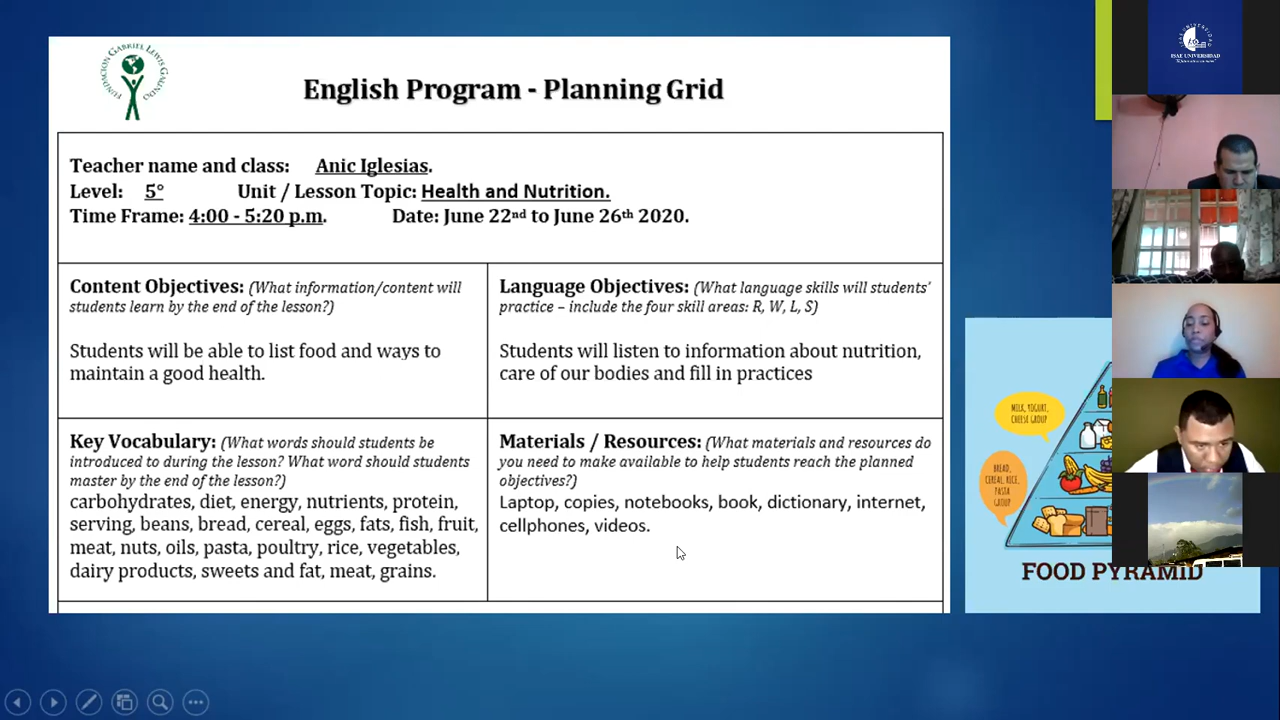 FUNDACION GABRIEL LEWIS GALINDO
English Program - Planning Grid
Teacher name and class: Anic Iglesias.
Level: 5° Unit / Lesson Topic: Health and Nutrition.
Time Frame: 4:00 - 5:20 p.m. Date: June 22nd to June 26th 2020.
Content Objectives: (What information/content will
students learn by the end of the lesson?)
Students will be able to list food and ways to
maintain a good health.
Language Objectives: (What language skills will students'
practice – include the four skill areas: R, W, L, S)
Students will listen to information about nutrition,
care of our bodies and fill in practices
Key Vocabulary: (What words should students be
introduced to during the lesson? What word should students
master by the end of the lesson?)
carbohydrates, diet, energy, nutrients, protein,
serving, beans, bread, cereal, eggs, fats, fish, fruit,
meat, nuts, oils, pasta, poultry, rice, vegetables,
dairy products, sweets and fat, meat, grains.
Materials / Resources: (What materials and resources do
you need to make available to help students reach the planned
objectives?)
Laptop, copies, notebooks, book, dictionary, internet,
cellphones, videos.
MILK, YOGURT,
CHEESE GROUP
BREAD,
CEREAL, RICE,
PASTA
GROUP
FOOD PYRAMID
ISAE UNIVERSIDAD